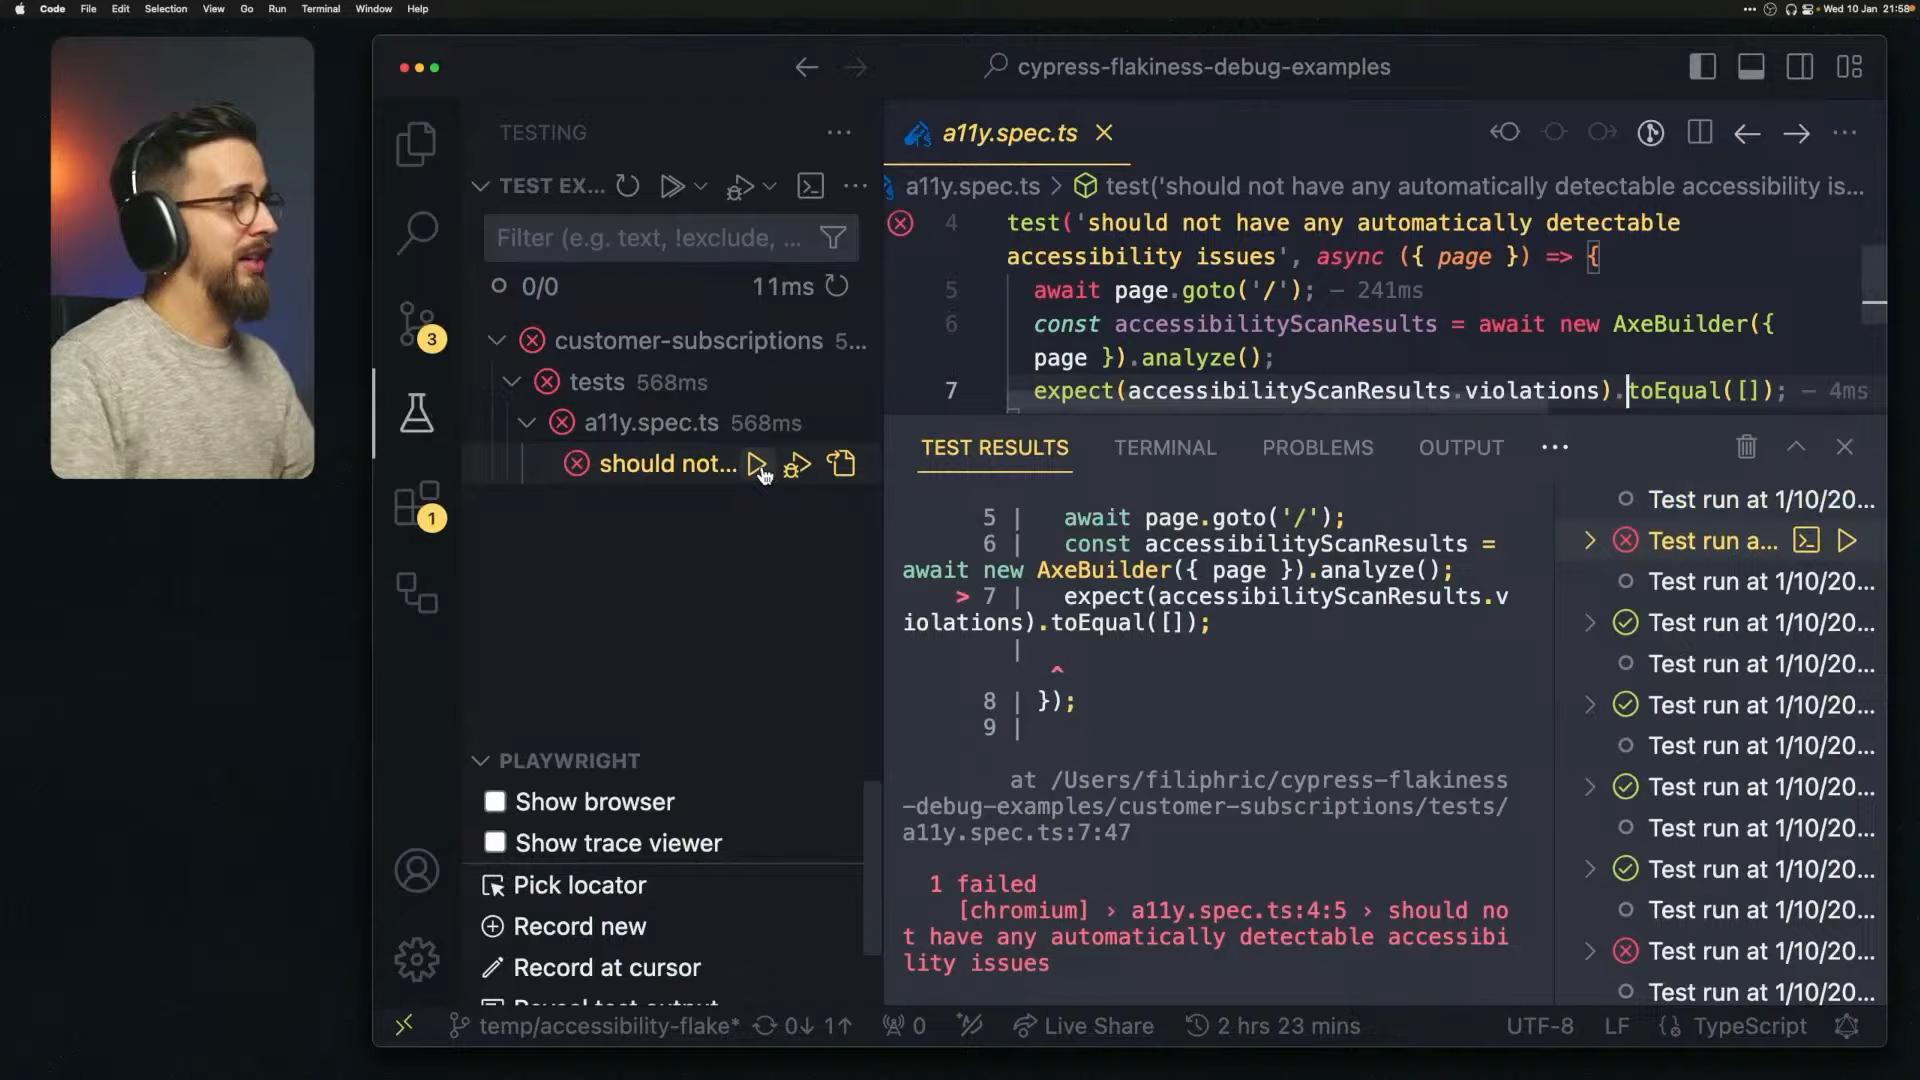 Code File Edit Selection View Go Run Terminal Window Help
Wed 10 Jan 21:58
cypress-flakiness-debug-examples
TESTING
TEST EX...
Filter (e.g. text, !exclude, ...
0/0 11ms
customer-subscriptions 5...
tests 568ms
a11y.spec.ts 568ms
should not...
3
1
PLAYWRIGHT
Show browser
Show trace viewer
Pick locator
Record new
Record at cursor
Reveal test output
a11y.spec.ts
a11y.spec.ts > test('should not have any automatically detectable accessibility is...
4 test('should not have any automatically detectable
accessibility issues', async ({ page }) => {
5 await page.goto('/'); — 241ms
6 const accessibilityScanResults = await new AxeBuilder({
page }).analyze();
7 expect(accessibilityScanResults.violations).toEqual([]); — 4ms
TEST RESULTS TERMINAL PROBLEMS OUTPUT
5 | await page.goto('/');
6 | const accessibilityScanResults =
await new AxeBuilder({ page }).analyze();
> 7 | expect(accessibilityScanResults.v
iolations).toEqual([]);
|
^
8 | });
9 |
at /Users/filiphric/cypress-flakiness
-debug-examples/customer-subscriptions/tests/
a11y.spec.ts:7:47
1 failed
[chromium] › a11y.spec.ts:4:5 › should no
t have any automatically detectable accessibi
lity issues
Test run at 1/10/20...
Test run a...
Test run at 1/10/20...
Test run at 1/10/20...
Test run at 1/10/20...
Test run at 1/10/20...
Test run at 1/10/20...
Test run at 1/10/20...
Test run at 1/10/20...
Test run at 1/10/20...
Test run at 1/10/20...
Test run at 1/10/20...
Test run at 1/10/20...
temp/accessibility-flake* 0↓ 1↑ 0 Live Share 2 hrs 23 mins UTF-8 LF TypeScript